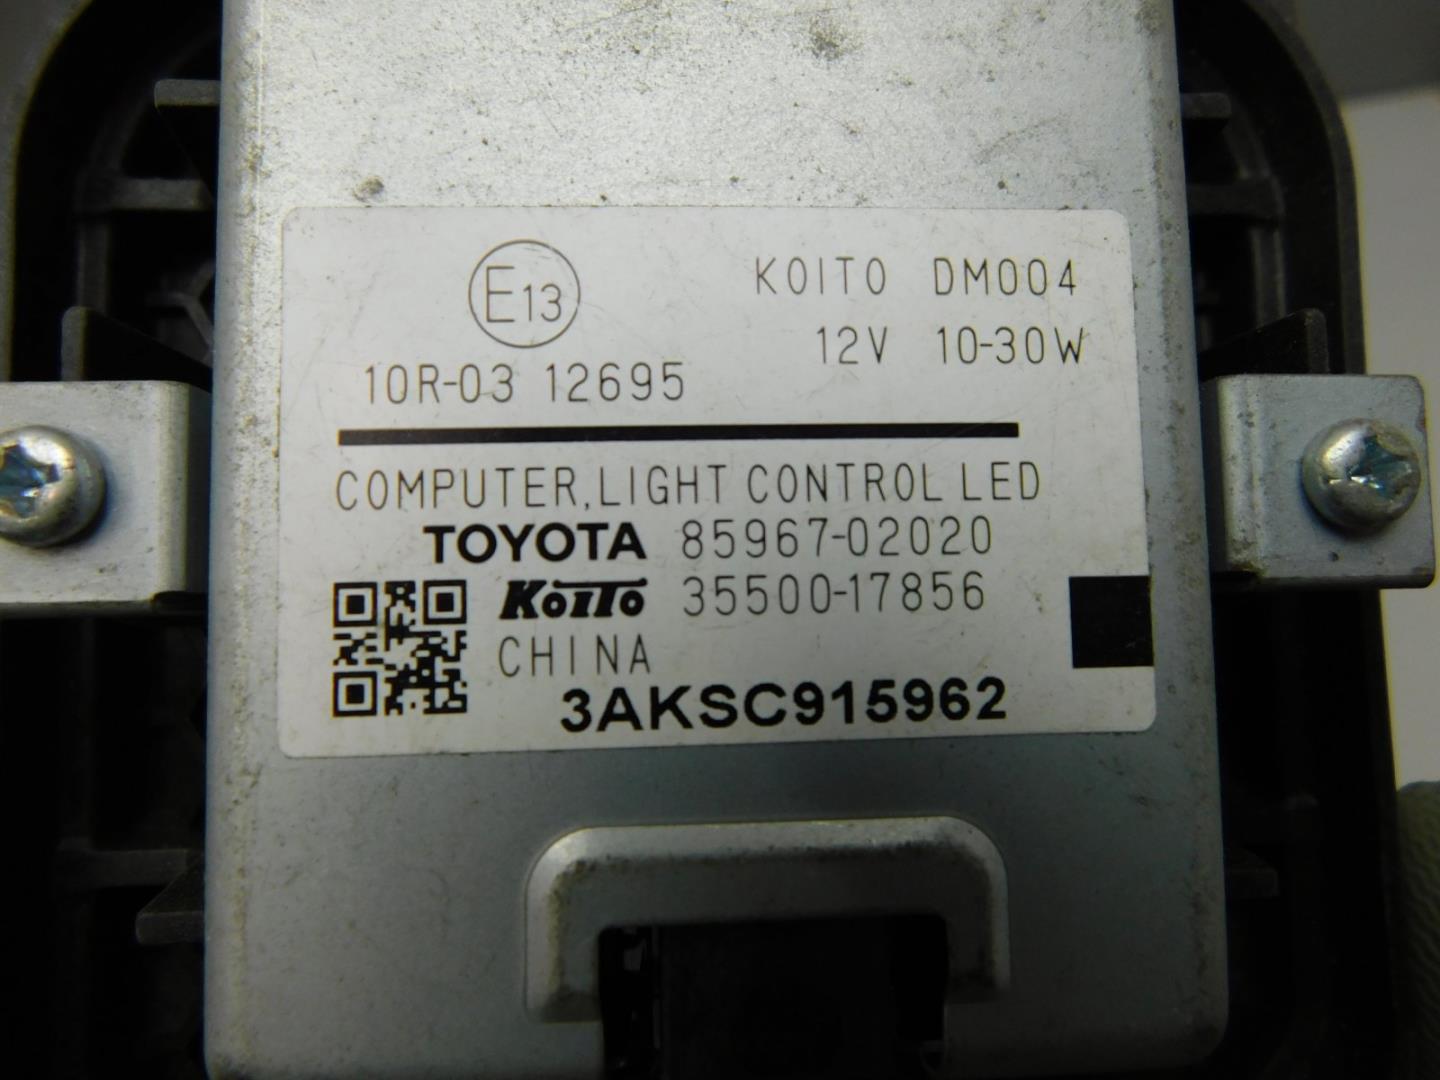 E13
KOITO DM004
12V 10-30W
10R-03 12695
COMPUTER,LIGHT CONTROL LED
TOYOTA 85967-02020
KOITO 35500-17856
CHINA
3AKSC915962